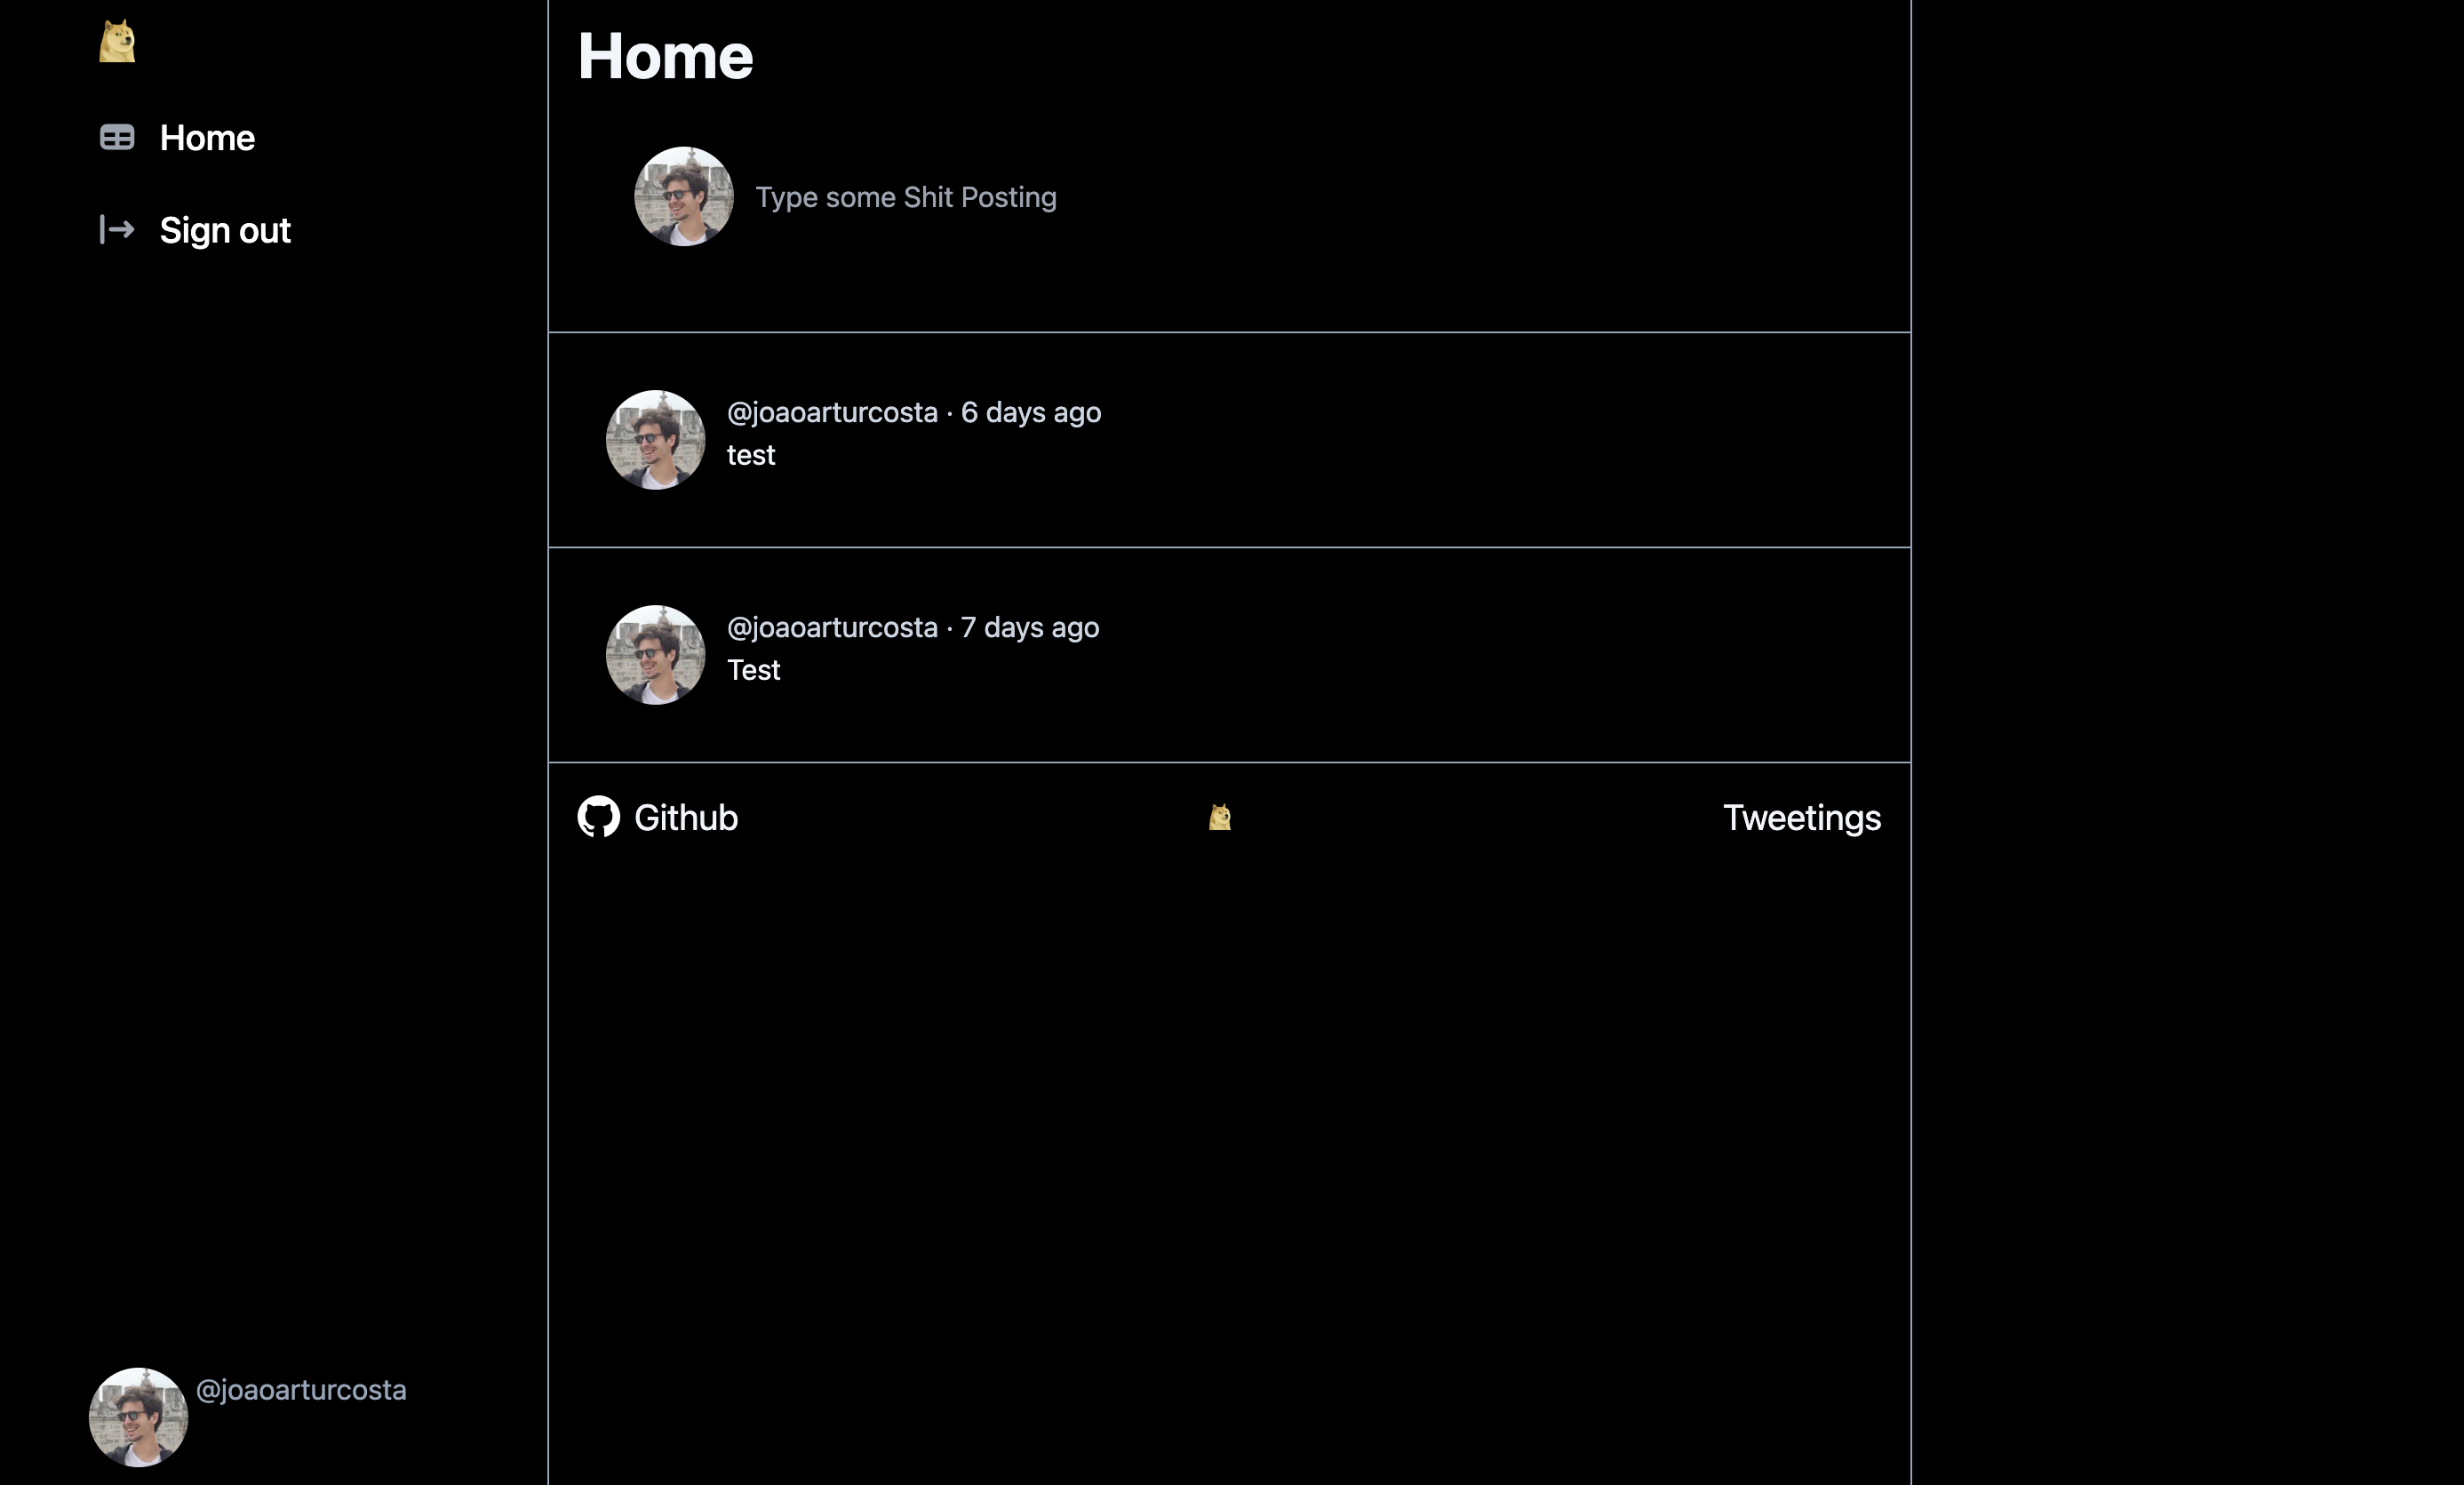 Home
Sign out
@joaoarturcosta
Home
Type some Shit Posting
@joaoarturcosta · 6 days ago
test
@joaoarturcosta · 7 days ago
Test
Github
Tweetings